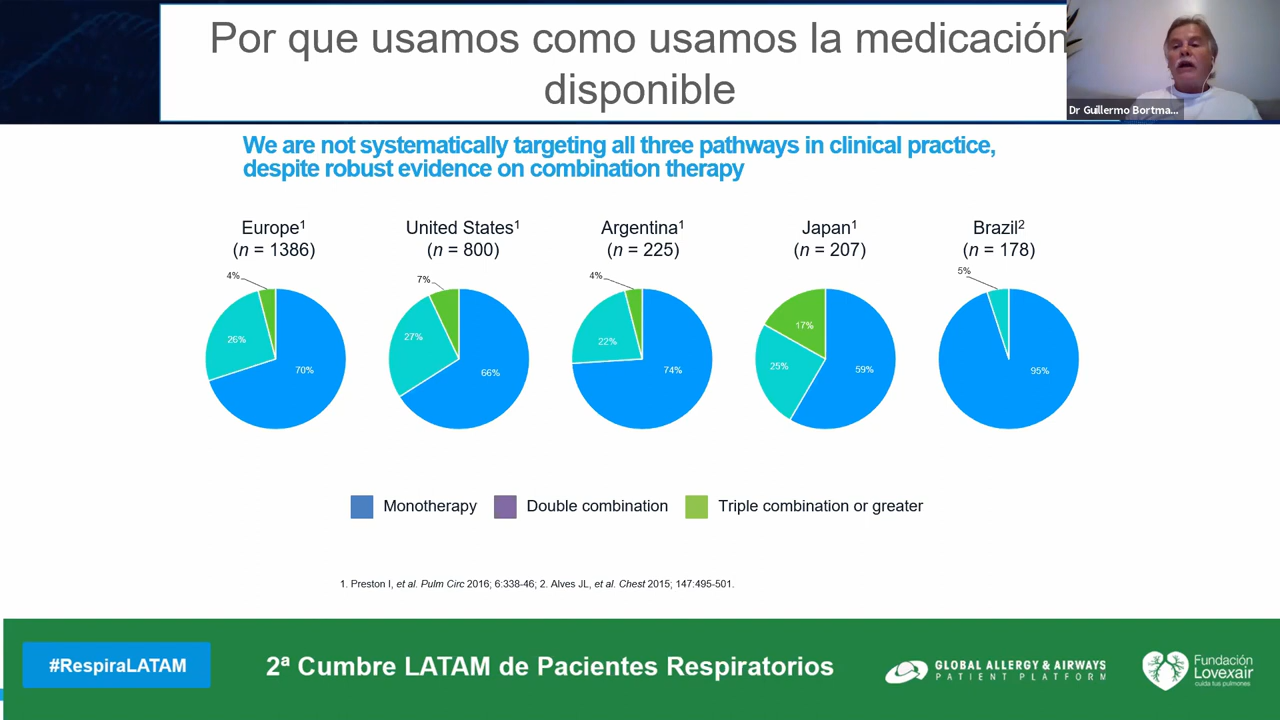 Por que usamos como usamos la medicación
disponible
Dr Guillermo Bortma...
We are not systematically targeting all three pathways in clinical practice,
despite robust evidence on combination therapy
Europe¹
(n = 1386)
4%
26%
70%
United States¹
(n = 800)
7%
27%
66%
Argentina¹
(n = 225)
4%
22%
74%
Japan¹
(n = 207)
17%
25%
59%
Brazil²
(n = 178)
5%
95%
Monotherapy
Double combination
Triple combination or greater
1. Preston I, et al. Pulm Circ 2016; 6:338-46; 2. Alves JL, et al. Chest 2015; 147:495-501.
#RespiraLATAM
2ª Cumbre LATAM de Pacientes Respiratorios
GLOBAL ALLERGY & AIRWAYS
PATIENT PLATFORM
Fundación
Lovexair
cuida tus pulmones